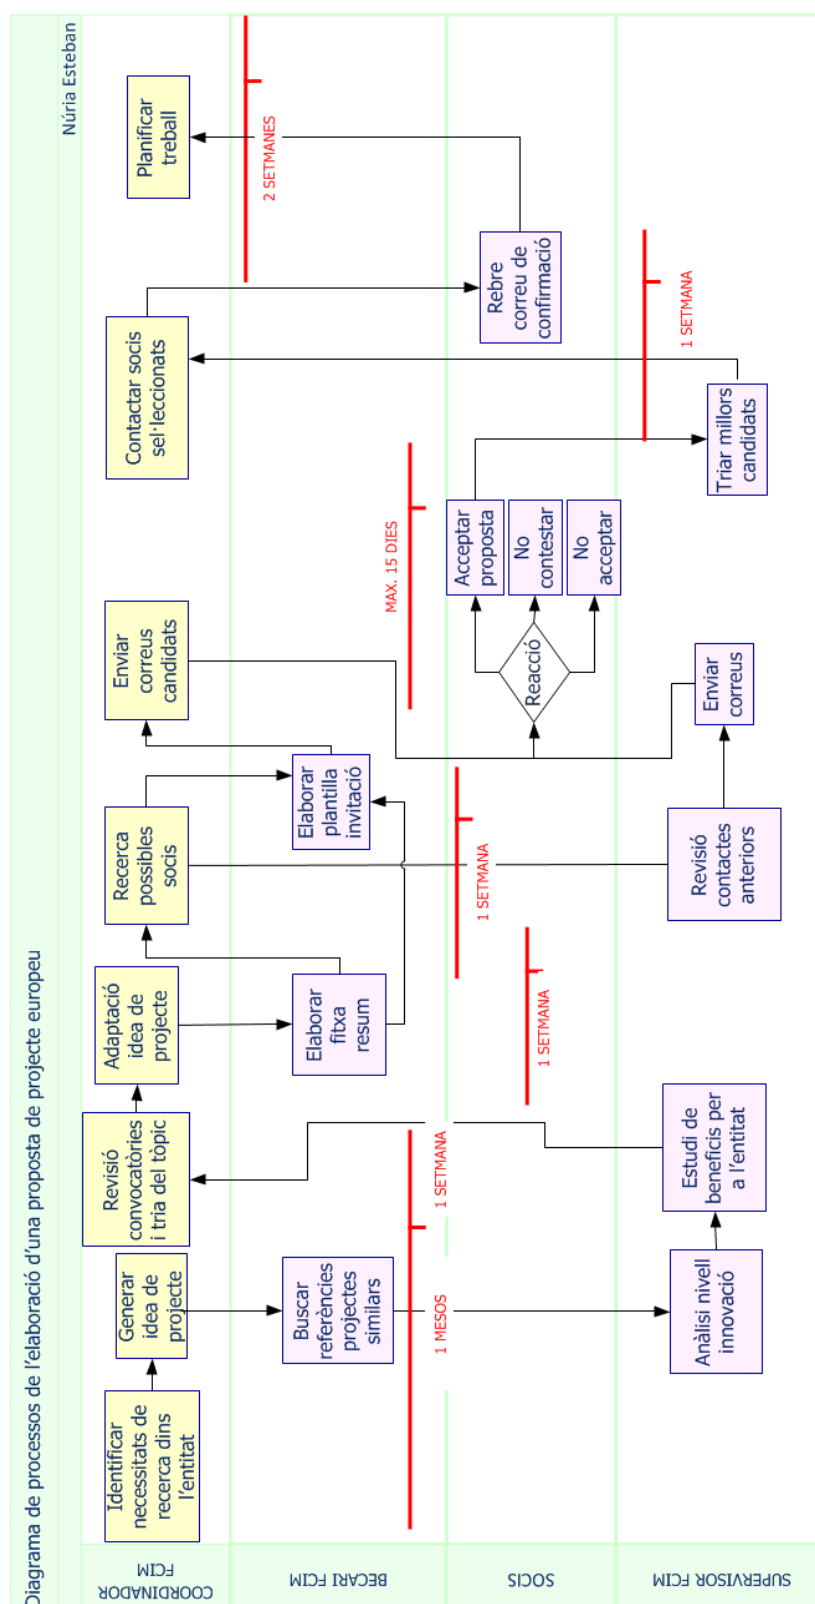 Diagrama de processos de l'elaboració d'una proposta de projecte europeu
Núria Esteban
COORDINADOR
FCIM
Identificar
necessitats de
recerca dins
l'entitat
Generar
idea de
projecte
Revisió
convocatòries
i tria del tòpic
Adaptació
idea de
projecte
Recerca
possibles
socis
Enviar
correus
candidats
Contactar socis
sel·leccionats
Planificar
treball
BECARI FCIM
Buscar
referències
projectes
similars
Elaborar
fitxa
resum
Elaborar
plantilla
invitació
MAX. 15 DIES
2 SETMANES
1 MESOS
1 SETMANA
SOCIS
1 SETMANA
1 SETMANA
Reacció
Acceptar
proposta
No
contestar
No
acceptar
Rebre
correu de
confirmació
SUPERVISOR FCIM
Anàlisi nivell
innovació
Estudi de
beneficis per
a l'entitat
Revisió
contactes
anteriors
Enviar
correus
Triar millors
candidats
1 SETMANA